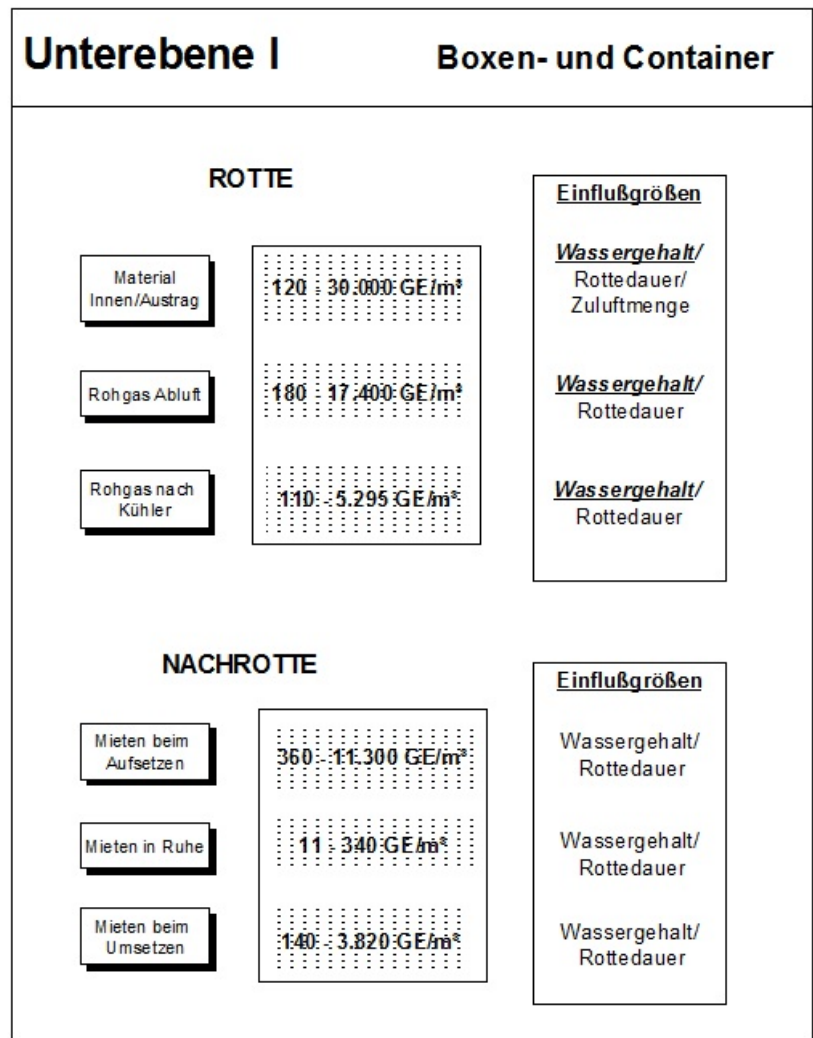 Unterebene I Boxen- und Container
ROTTE
Einflußgrößen
Material
Innen/Austrag
120 - 30.000 GE/m³
Wassergehalt/
Rottedauer/
Zuluftmenge
Rohgas Abluft
180 - 17.400 GE/m³
Wassergehalt/
Rottedauer
Rohgas nach
Kühler
110 - 5.295 GE/m³
Wassergehalt/
Rottedauer
NACHROTTE
Einflußgrößen
Mieten beim
Aufsetzen
360 - 11.300 GE/m³
Wassergehalt/
Rottedauer
Mieten in Ruhe
11 - 340 GE/m³
Wassergehalt/
Rottedauer
Mieten beim
Umsetzen
140 - 3.820 GE/m³
Wassergehalt/
Rottedauer